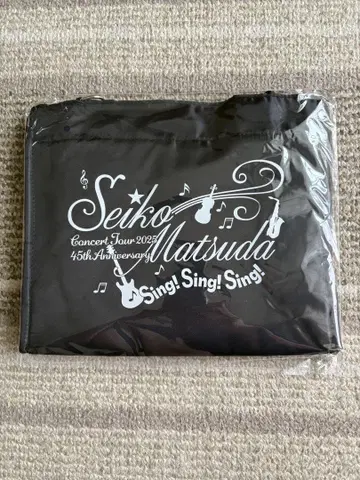 Seiko
Concert Tour 2025
Matsuda
45th Anniversary
Sing! Sing! Sing!